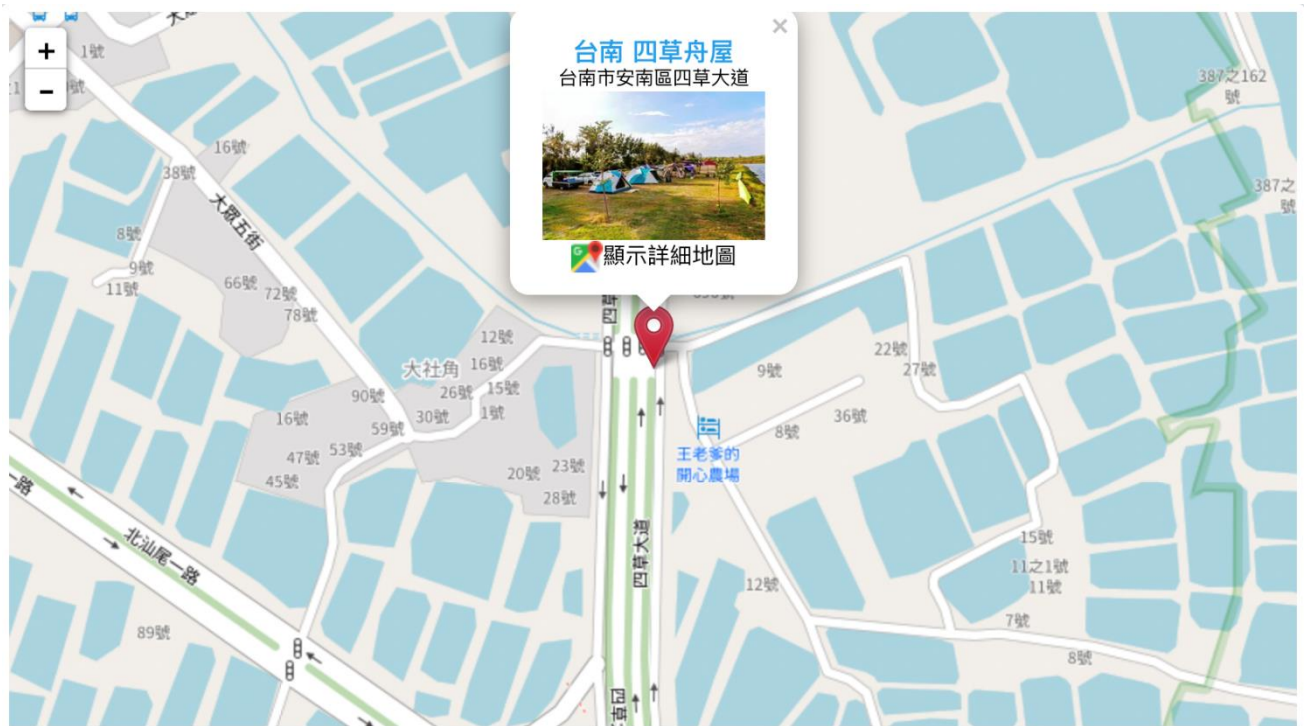 台南 四草舟屋
台南市安南區四草大道
顯示詳細地圖
×
+
−
1號
16號
38號
大眾五街
8號
9號
11號
66號
72號
78號
12號
大社角
16號
26號
15號
1號
90號
30號
16號
59號
53號
47號
45號
20號
23號
28號
387之162
號
22號
27號
9號
36號
8號
王老爹的
開心農場
四草大道
北汕尾一路
一路
89號
12號
15號
11之1號
11號
7號
8號